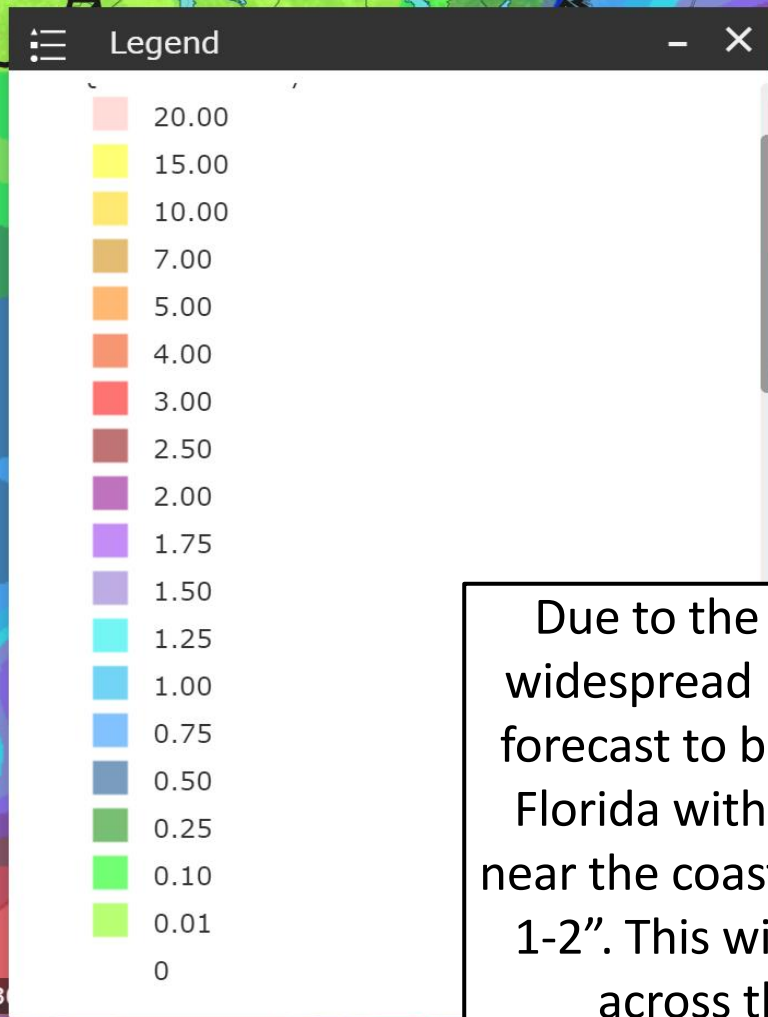 Legend
20.00
15.00
10.00
7.00
5.00
4.00
3.00
2.50
2.00
1.75
1.50
1.25
1.00
0.75
0.50
0.25
0.10
0.01
0
Due to the
widespread
forecast to b
Florida with
near the coast
1-2”. This wi
across th